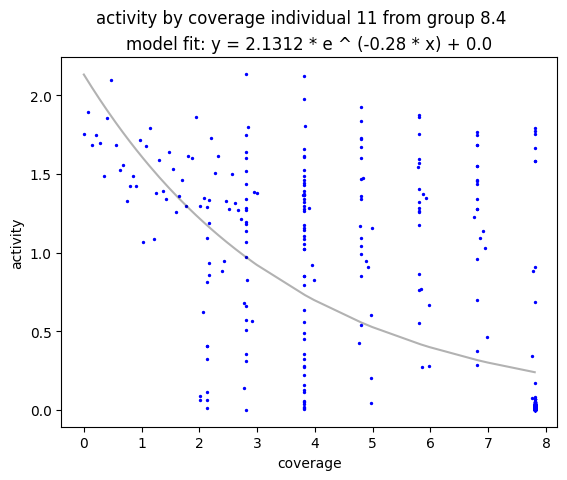 activity by coverage individual 11 from group 8.4
model fit: y = 2.1312 * e ^ (-0.28 * x) + 0.0
2.0
1.5
1.0
0.5
0.0
activity
0 1 2 3 4 5 6 7 8
coverage